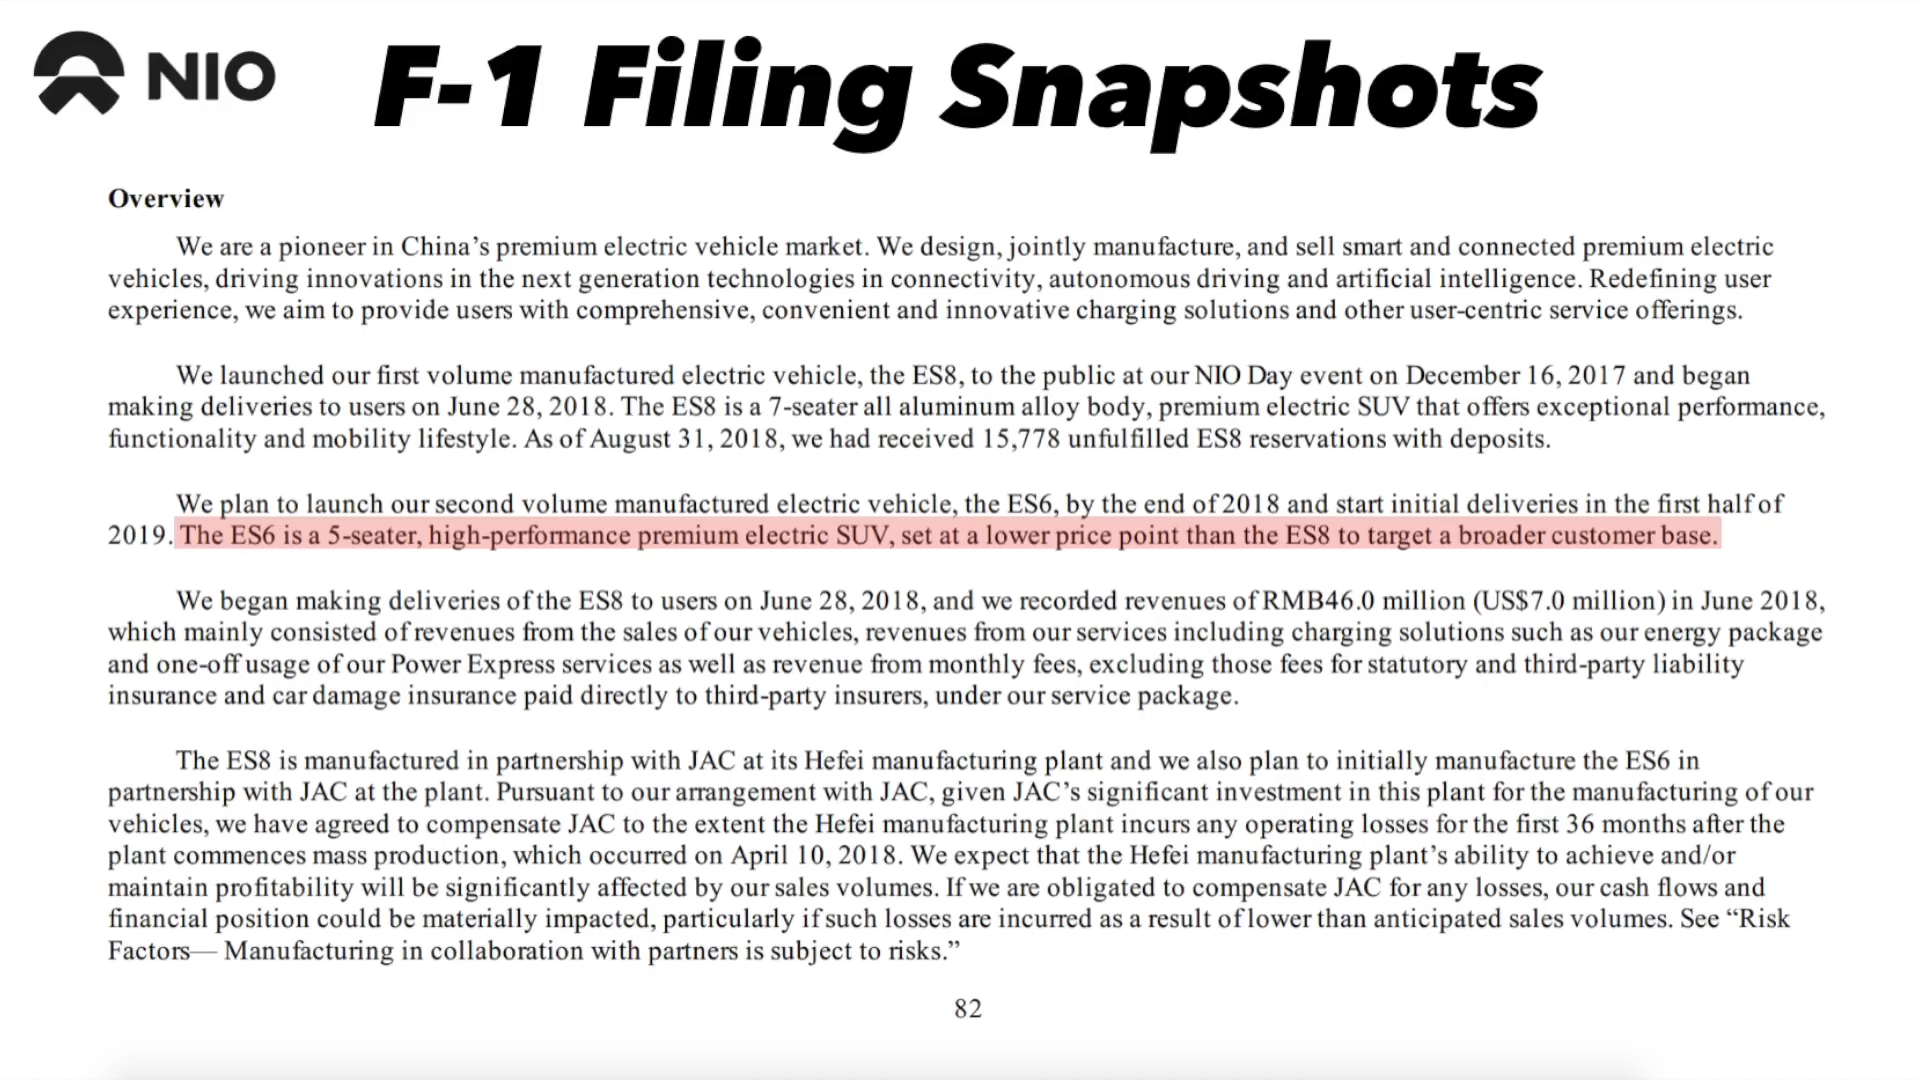 NIO
F-1 Filing Snapshots
Overview
We are a pioneer in China’s premium electric vehicle market. We design, jointly manufacture, and sell smart and connected premium electric
vehicles, driving innovations in the next generation technologies in connectivity, autonomous driving and artificial intelligence. Redefining user
experience, we aim to provide users with comprehensive, convenient and innovative charging solutions and other user-centric service offerings.
We launched our first volume manufactured electric vehicle, the ES8, to the public at our NIO Day event on December 16, 2017 and began
making deliveries to users on June 28, 2018. The ES8 is a 7-seater all aluminum alloy body, premium electric SUV that offers exceptional performance,
functionality and mobility lifestyle. As of August 31, 2018, we had received 15,778 unfulfilled ES8 reservations with deposits.
We plan to launch our second volume manufactured electric vehicle, the ES6, by the end of 2018 and start initial deliveries in the first half of
2019. The ES6 is a 5-seater, high-performance premium electric SUV, set at a lower price point than the ES8 to target a broader customer base.
We began making deliveries of the ES8 to users on June 28, 2018, and we recorded revenues of RMB46.0 million (US$7.0 million) in June 2018,
which mainly consisted of revenues from the sales of our vehicles, revenues from our services including charging solutions such as our energy package
and one-off usage of our Power Express services as well as revenue from monthly fees, excluding those fees for statutory and third-party liability
insurance and car damage insurance paid directly to third-party insurers, under our service package.
The ES8 is manufactured in partnership with JAC at its Hefei manufacturing plant and we also plan to initially manufacture the ES6 in
partnership with JAC at the plant. Pursuant to our arrangement with JAC, given JAC’s significant investment in this plant for the manufacturing of our
vehicles, we have agreed to compensate JAC to the extent the Hefei manufacturing plant incurs any operating losses for the first 36 months after the
plant commences mass production, which occurred on April 10, 2018. We expect that the Hefei manufacturing plant’s ability to achieve and/or
maintain profitability will be significantly affected by our sales volumes. If we are obligated to compensate JAC for any losses, our cash flows and
financial position could be materially impacted, particularly if such losses are incurred as a result of lower than anticipated sales volumes. See “Risk
Factors— Manufacturing in collaboration with partners is subject to risks.”
82